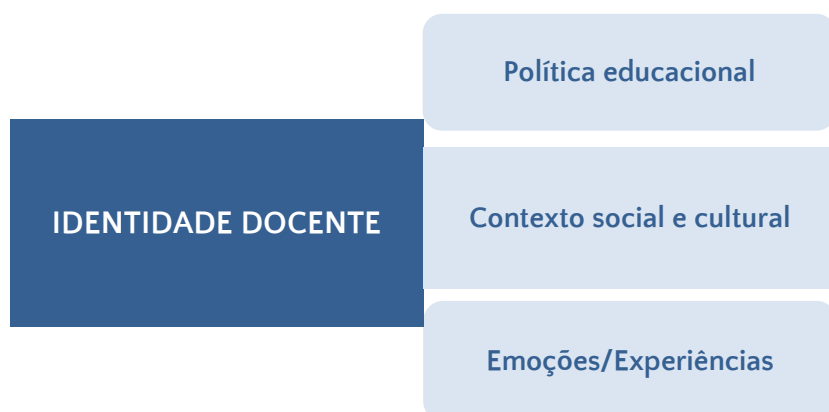 Política educacional
IDENTIDADE DOCENTE
Contexto social e cultural
Emoções/Experiências